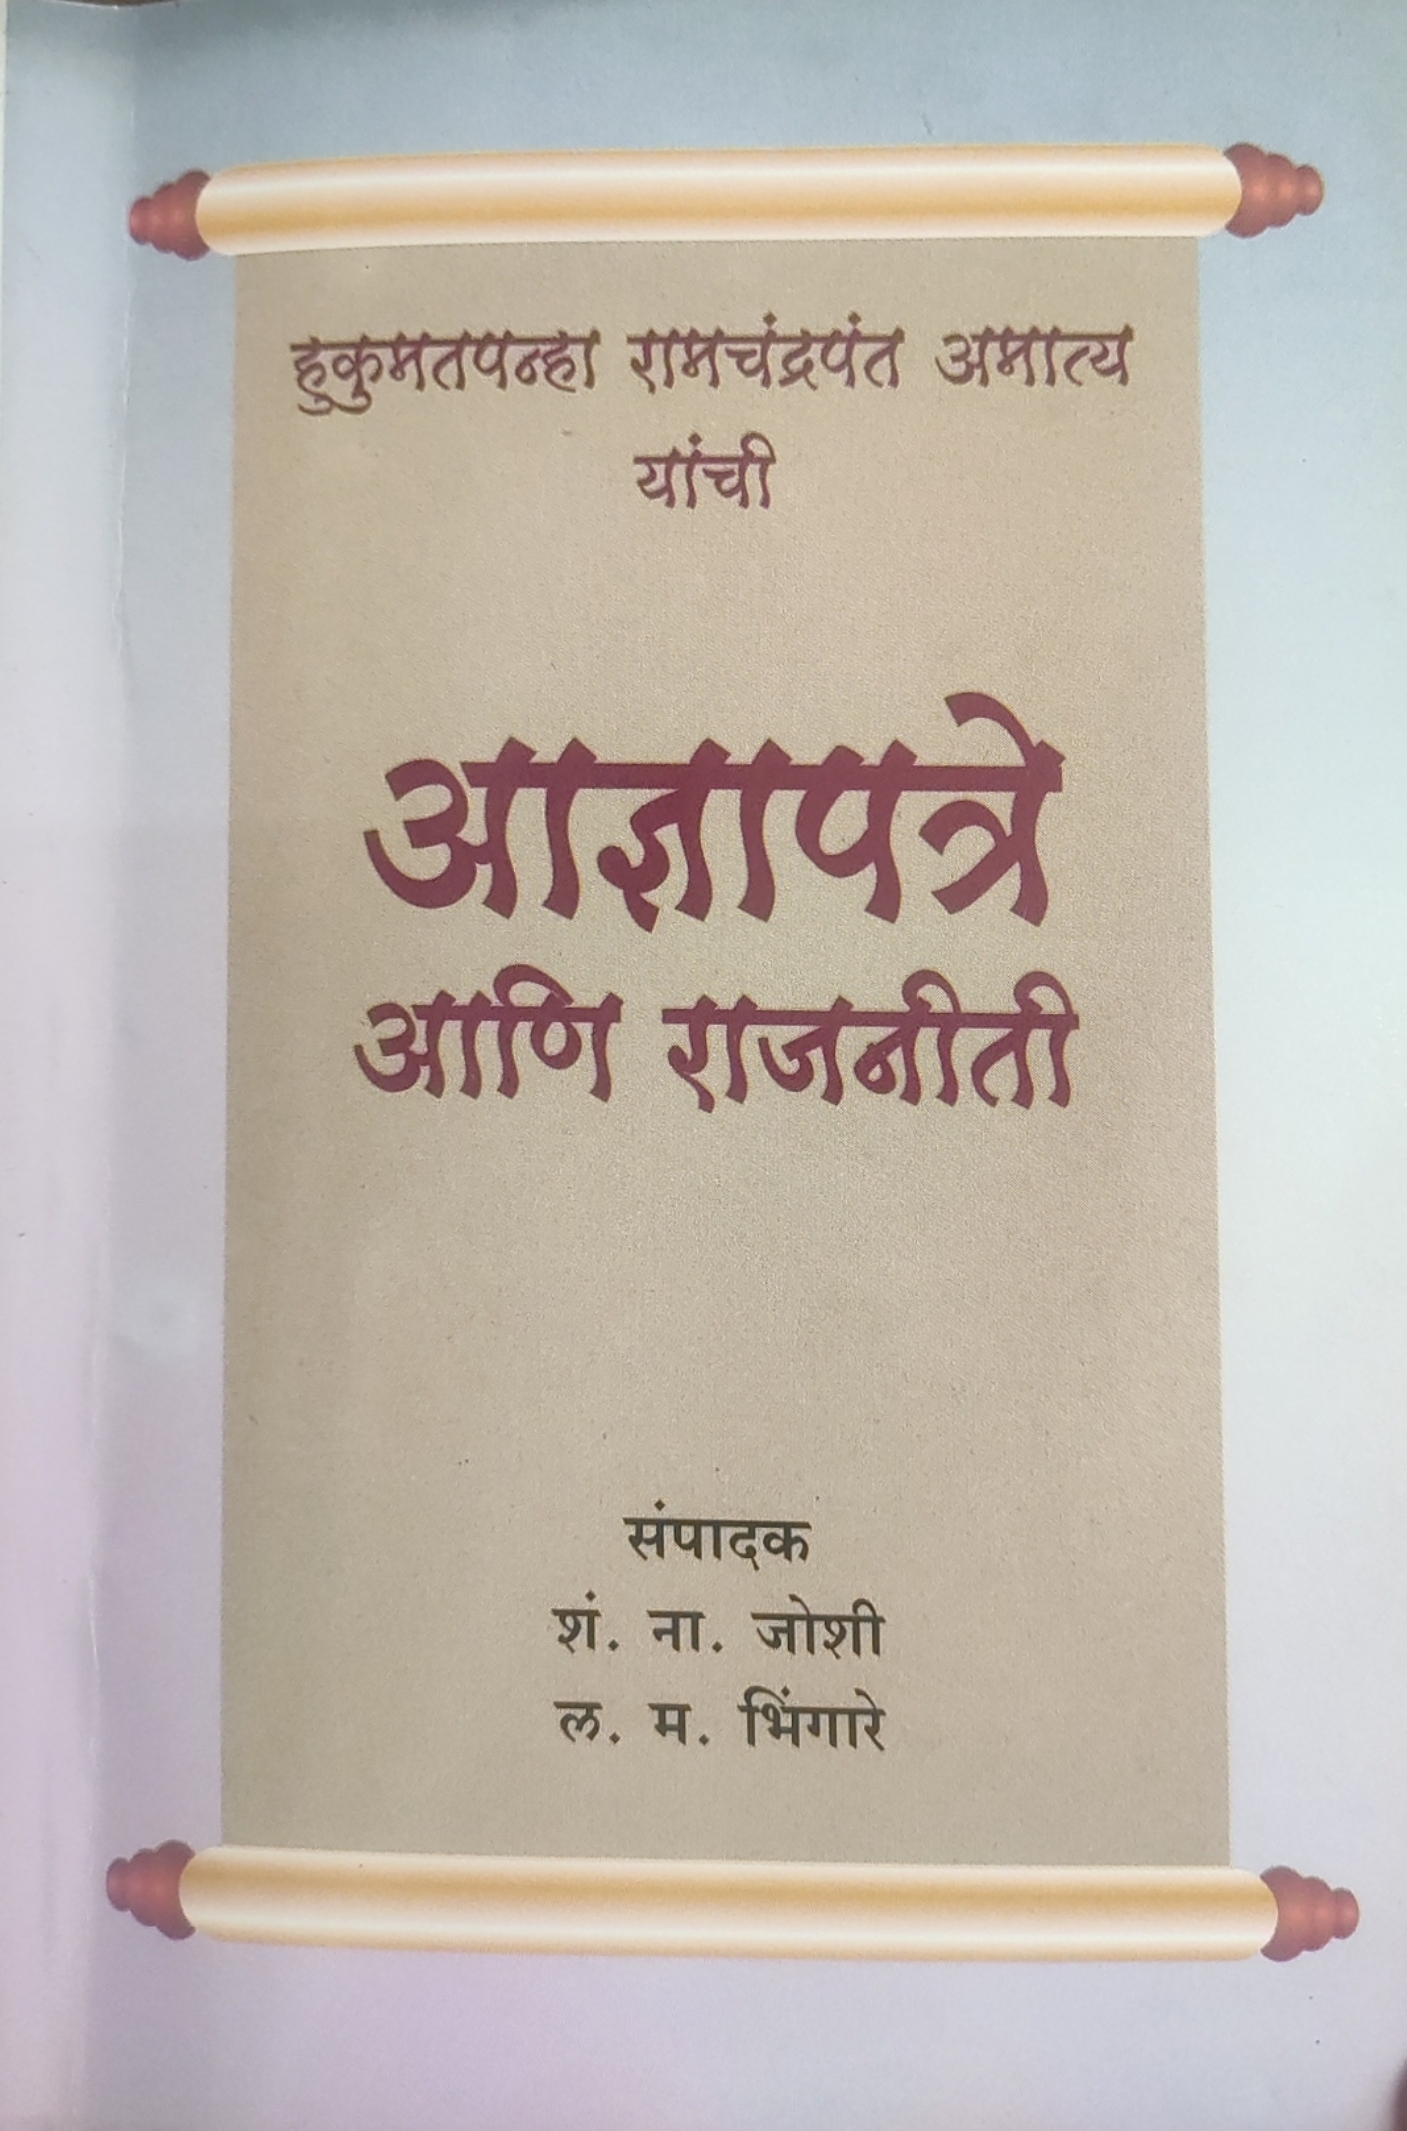 हुकुमतपन्हा रामचंद्रपंत अमात्य
यांची
आज्ञापत्रे
आणि राजनीती
संपादक
शं. ना. जोशी
ल. म. भिंगारे